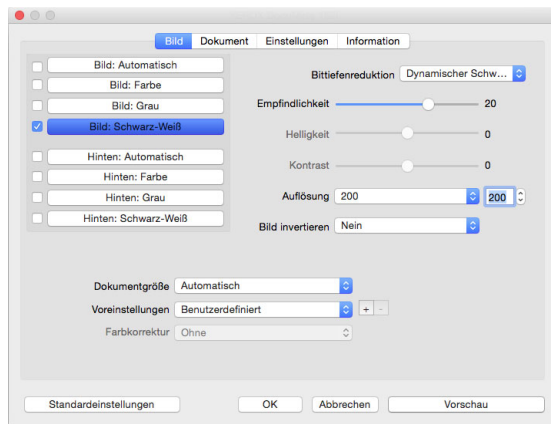 Bild Dokument Einstellungen Information
Bild: Automatisch
Bild: Farbe
Bild: Grau
Bild: Schwarz-Weiß
Hinten: Automatisch
Hinten: Farbe
Hinten: Grau
Hinten: Schwarz-Weiß
Bittiefenreduktion Dynamischer Schw...
Empfindlichkeit 20
Helligkeit 0
Kontrast 0
Auflösung 200 200
Bild invertieren Nein
Dokumentgröße Automatisch
Voreinstellungen Benutzerdefiniert + -
Farbkorrektur Ohne
Standardeinstellungen OK Abbrechen Vorschau